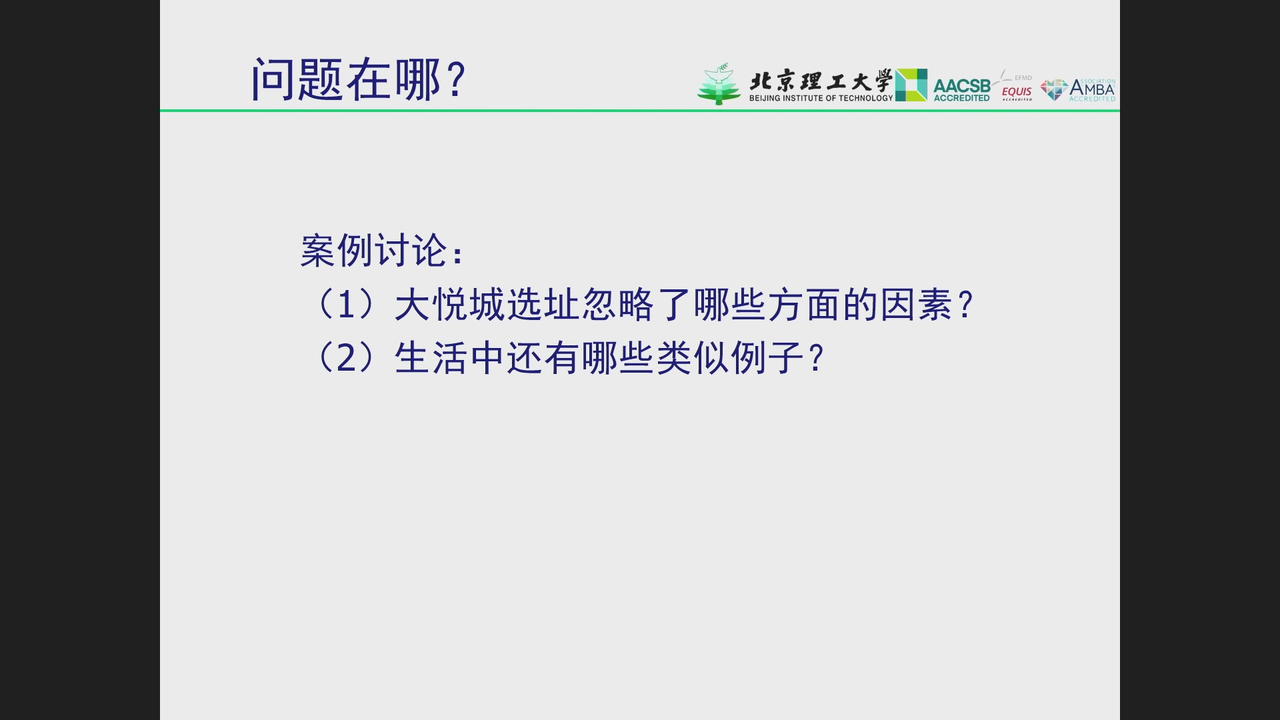 问题在哪？
北京理工大学
BEIJING INSTITUTE OF TECHNOLOGY
AACSB
ACCREDITED
EFMD
EQUIS
ACCREDITED
ASSOCIATION
AMBA
ACCREDITED
案例讨论：
（1）大悦城选址忽略了哪些方面的因素？
（2）生活中还有哪些类似例子？